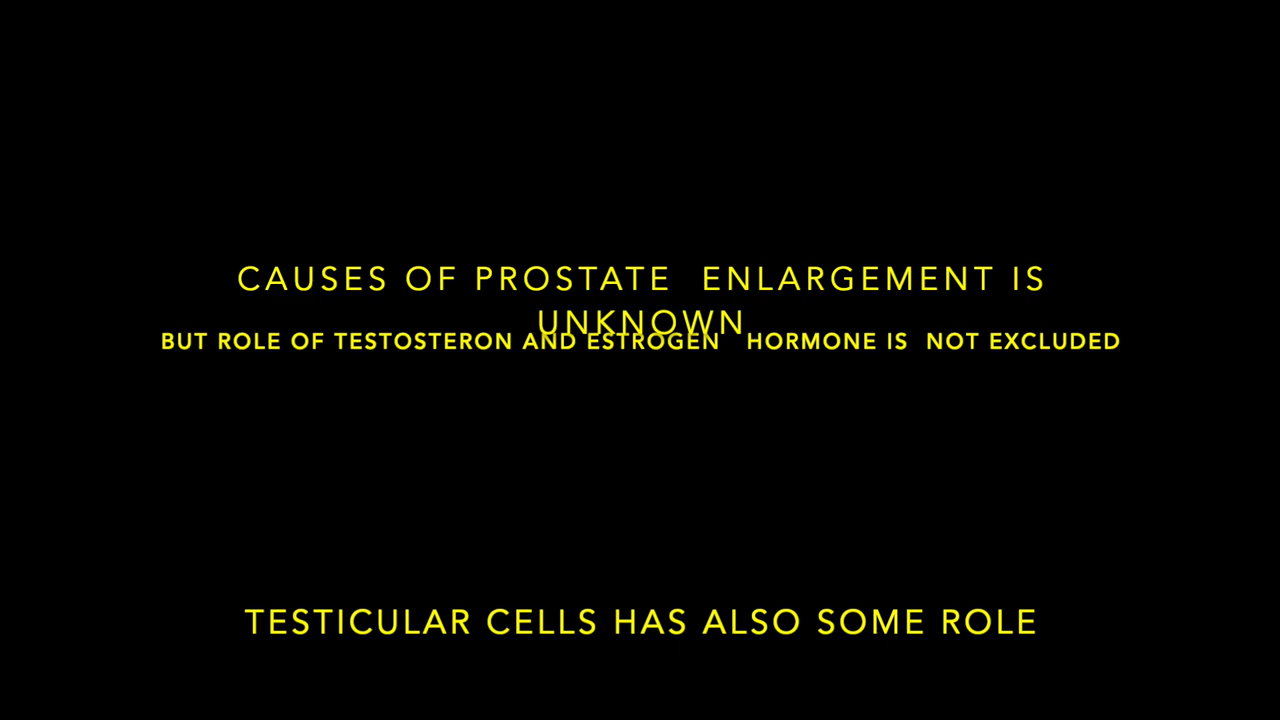 CAUSES OF PROSTATE ENLARGEMENT IS
UNKNOWN
BUT ROLE OF TESTOSTERON AND ESTROGEN HORMONE IS NOT EXCLUDED
TESTICULAR CELLS HAS ALSO SOME ROLE